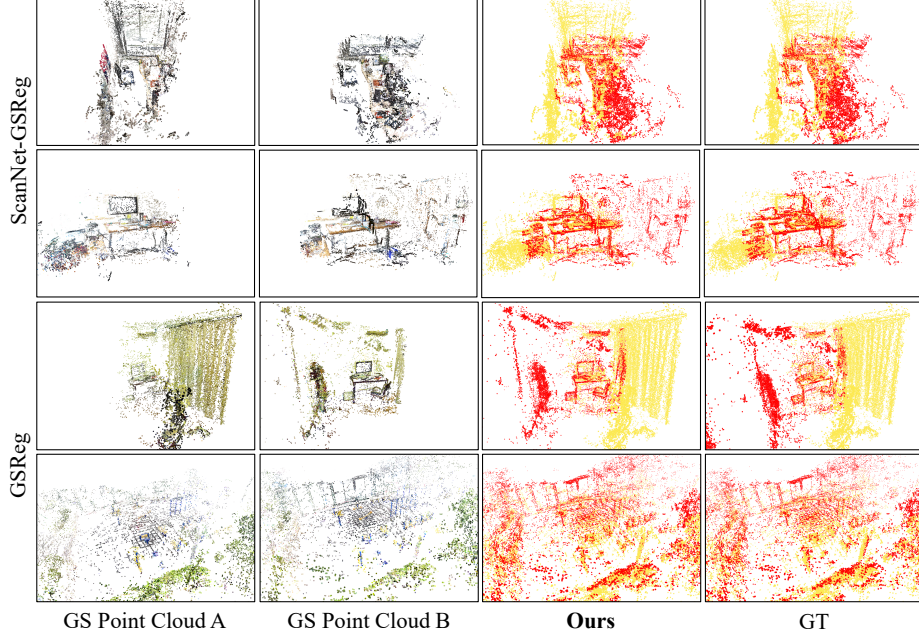 ScanNet-GSReg
GSReg
GS Point Cloud A
GS Point Cloud B
Ours
GT